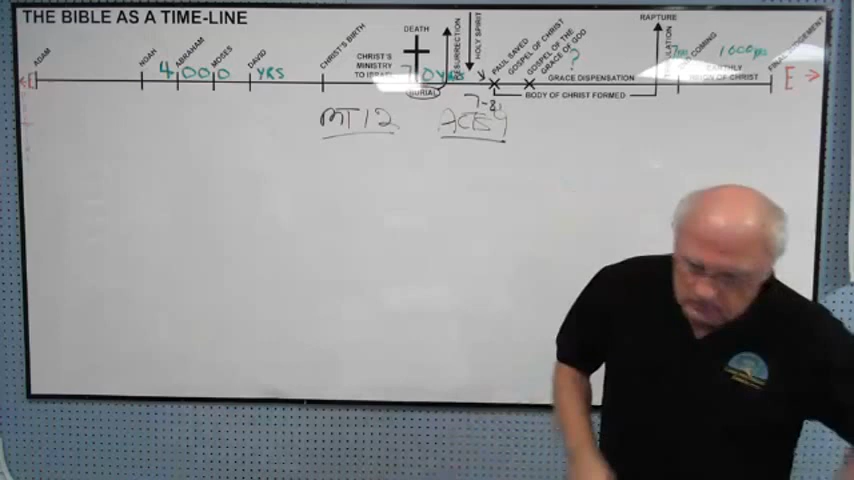 THE BIBLE AS A TIME-LINE
ADAM
NOAH
ABRAHAM
MOSES
DAVID
4000 YRS
CHRIST'S BIRTH
CHRIST'S
MINISTRY
TO ISRAEL
DEATH
BURIAL
HOLY SPIRIT
PAUL SAVED
GOSPEL OF CHRIST
GOSPEL OF THE
GRACE OF GOD
?
GRACE DISPENSATION
BODY OF CHRIST FORMED
RAPTURE
COMING
1000 YRS
EARTHLY
REIGN OF CHRIST
FINAL JUDGEMENT
E
MT 12
7-8
ACTS 9